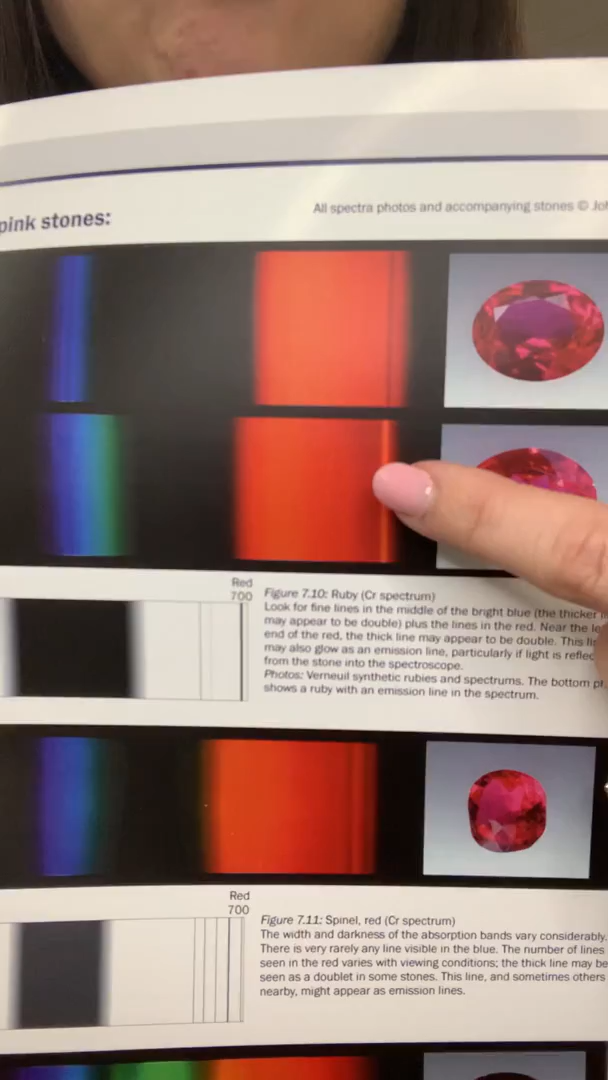 pink stones:
All spectra photos and accompanying stones ©
Red
700
Figure 7.10: Ruby (Cr spectrum)
Look for fine lines in the middle of the bright blue (the thicker
may appear to be double) plus the lines in the red. Near the
end of the red, the thick line may appear to be double. This
may also glow as an emission line, particularly if light is
from the stone into the spectroscope.
Photos: Verneuil synthetic rubies and spectrums. The bottom
shows a ruby with an emission line in the spectrum.
Red
700
Figure 7.11: Spinel, red (Cr spectrum)
The width and darkness of the absorption bands vary considerably.
There is very rarely any line visible in the blue. The number of lines
seen in the red varies with viewing conditions; the thick line may be
seen as a doublet in some stones. This line, and sometimes others
nearby, might appear as emission lines.